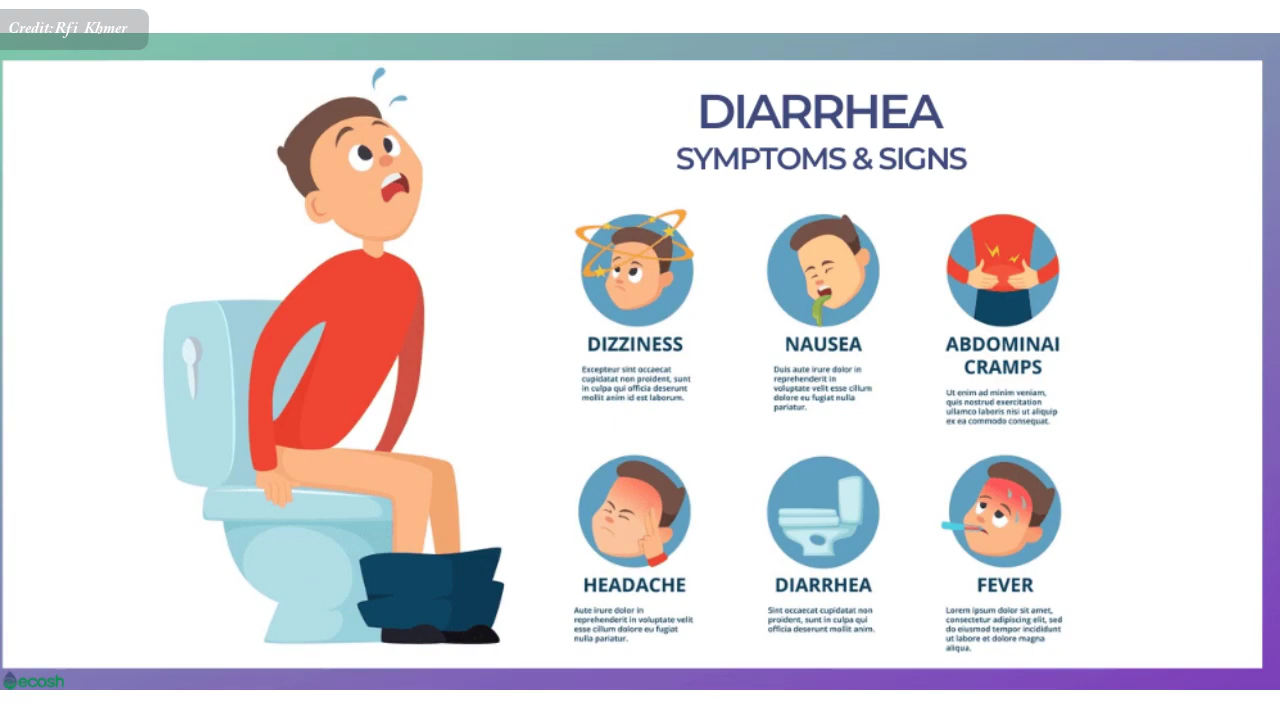 Credit:Rfi Khmer
DIARRHEA
SYMPTOMS & SIGNS
DIZZINESS
Excepteur sint occaecat
cupidatat non proident, sunt
in culpa qui officia deserunt
mollit anim id est laborum.
NAUSEA
Duis aute irure dolor in
reprehenderit in
voluptate velit esse cillum
dolore eu fugiat nulla
pariatur.
ABDOMINAI
CRAMPS
Ut enim ad minim veniam,
quis nostrud exercitation
ullamco laboris nisi ut aliquip
ex ea commodo consequat.
HEADACHE
Aute irure dolor in
reprehenderit in voluptate velit
esse cillum dolore eu fugiat
nulla pariatur.
DIARRHEA
Sint occaecat cupidatat non
proident, sunt in culpa qui
officia deserunt mollit anim.
FEVER
Lorem ipsum dolor sit amet,
consectetur adipiscing elit, sed
do eiusmod tempor incididunt
ut labore et dolore magna
aliqua.
ecosh